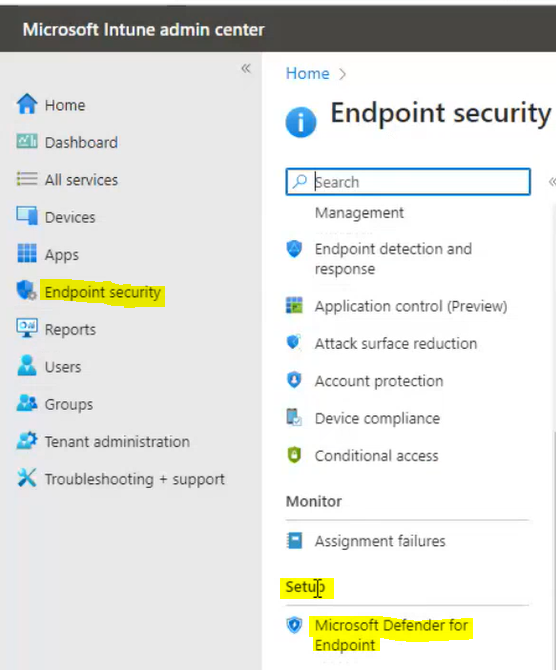 Microsoft Intune admin center
«
Home
Dashboard
All services
Devices
Apps
Endpoint security
Reports
Users
Groups
Tenant administration
Troubleshooting + support
Home >
Endpoint security
Search
«
Management
Endpoint detection and
response
Application control (Preview)
Attack surface reduction
Account protection
Device compliance
Conditional access
Monitor
Assignment failures
Setup
Microsoft Defender for
Endpoint